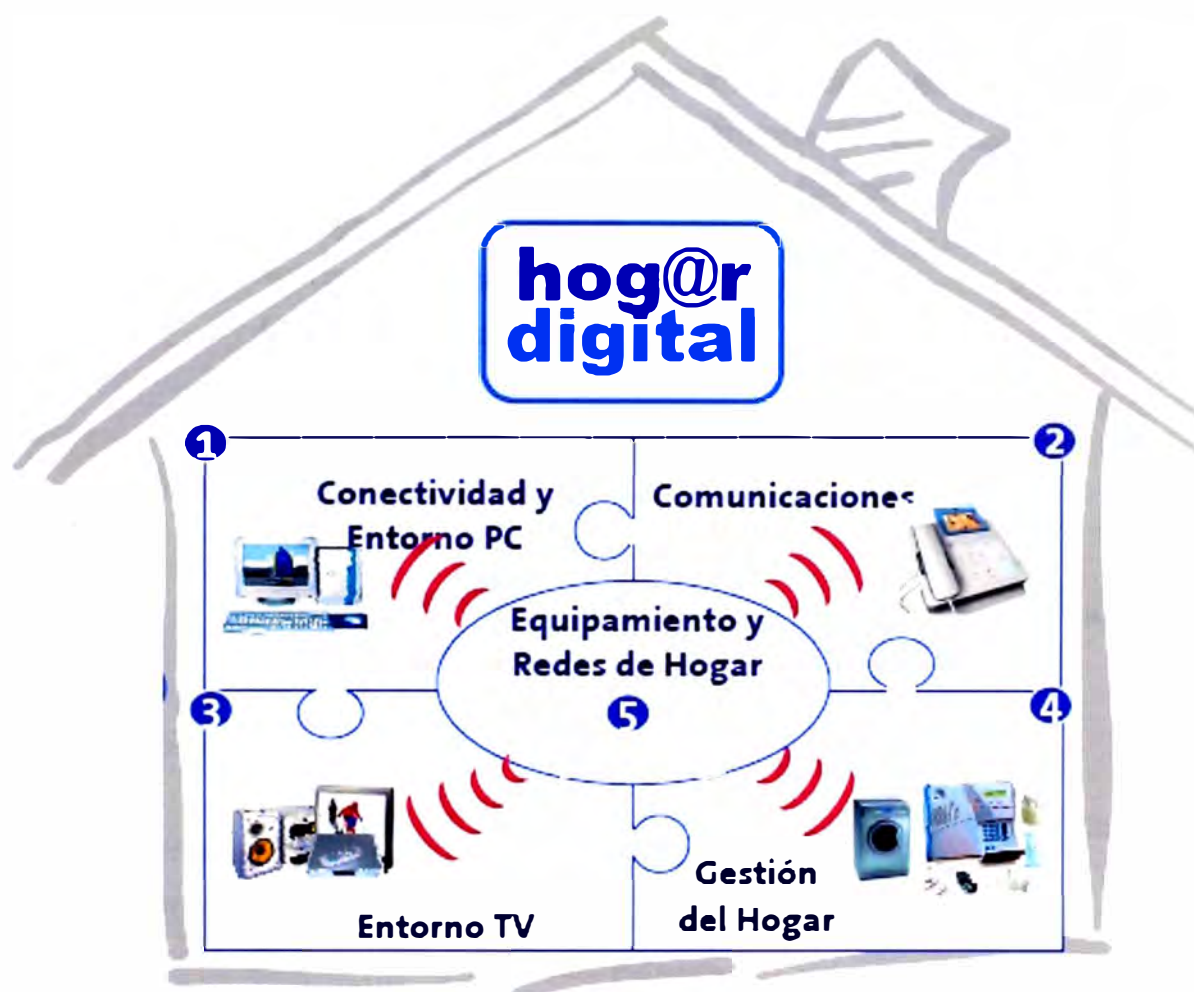 hog@r
digital
1
2
Conectividad y
Entorno PC
Comunicaciones
Equipamiento y
Redes de Hogar
3
5
4
Entorno TV
Gestión
del Hogar